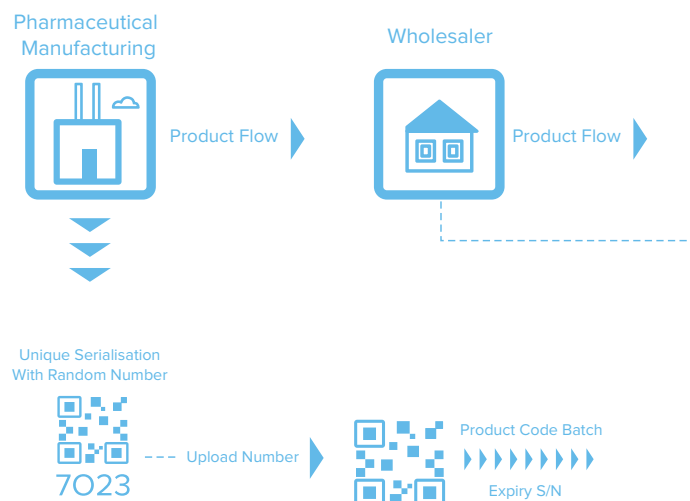 Pharmaceutical
Manufacturing
Wholesaler
Product Flow
Product Flow
Unique Serialisation
With Random Number
Upload Number
7023
Product Code Batch
Expiry S/N